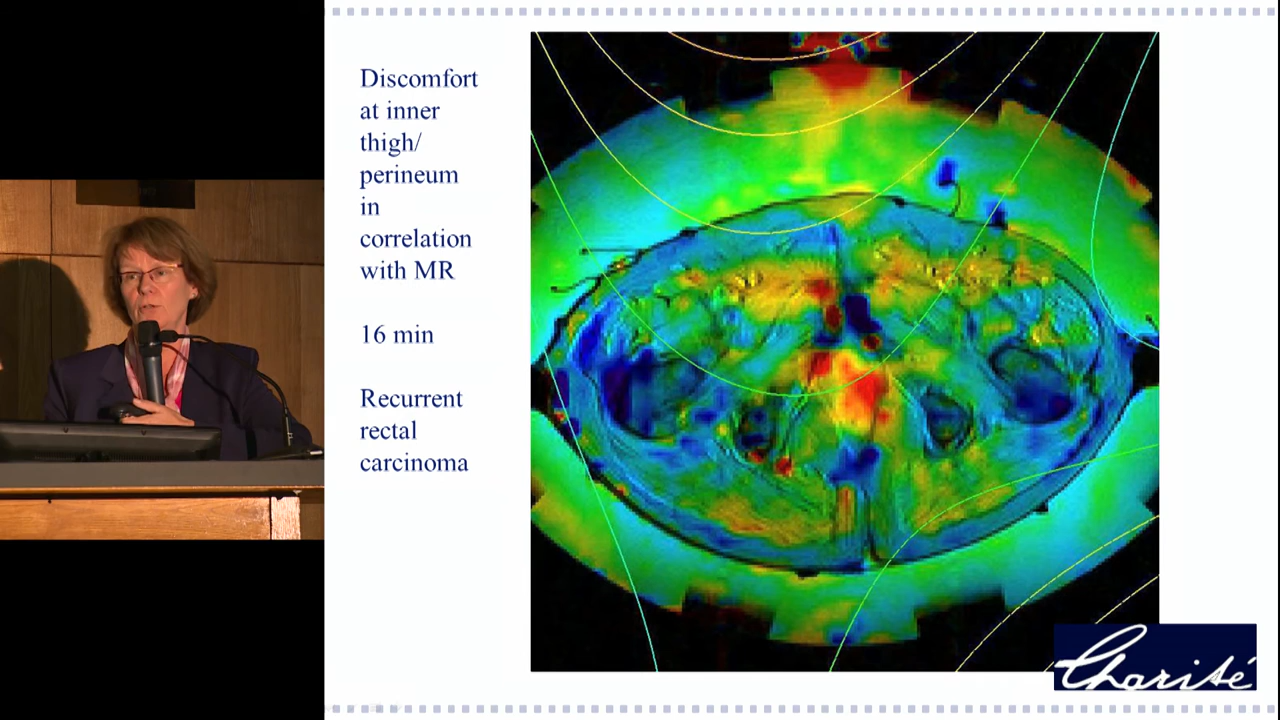 Discomfort
at inner
thigh/
perineum
in
correlation
with MR
16 min
Recurrent
rectal
carcinoma
Charité